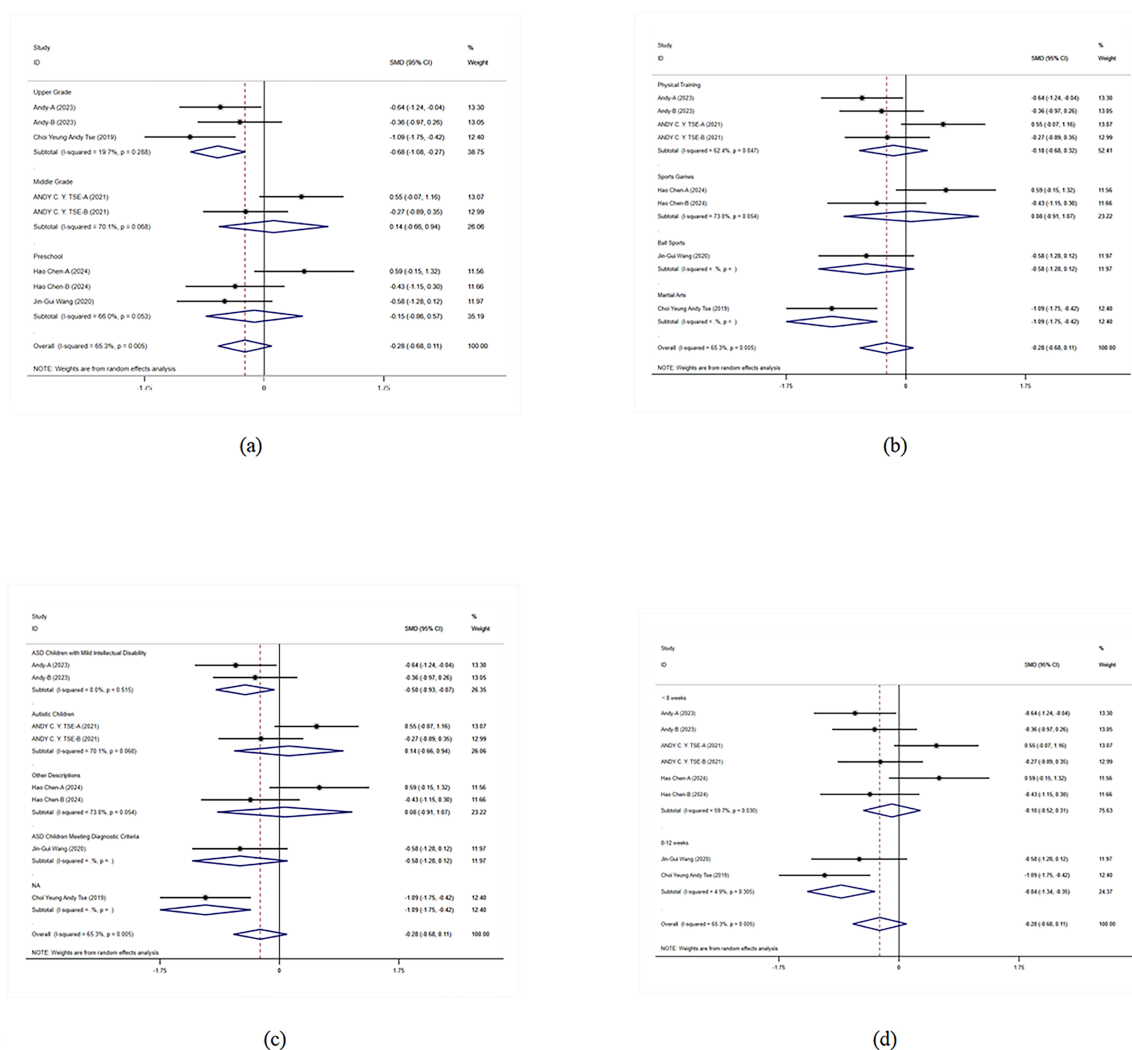 Study %
ID SMD (95% CI) Weight
Upper Grade
Andy-A (2023) -0.64 (-1.24, -0.04) 13.30
Andy-B (2023) -0.36 (-0.97, 0.26) 13.05
Choi Yeung Andy Tse (2019) -1.09 (-1.75, -0.42) 12.40
Subtotal (I-squared = 19.7%, p = 0.288) -0.68 (-1.08, -0.27) 38.75
.
Middle Grade
ANDY C. Y. TSE-A (2021) 0.55 (-0.07, 1.16) 13.07
ANDY C. Y. TSE-B (2021) -0.27 (-0.89, 0.35) 12.99
Subtotal (I-squared = 70.1%, p = 0.068) 0.14 (-0.66, 0.94) 26.06
.
Preschool
Hao Chen-A (2024) 0.59 (-0.15, 1.32) 11.56
Hao Chen-B (2024) -0.43 (-1.15, 0.30) 11.66
Jin-Gui Wang (2020) -0.58 (-1.28, 0.12) 11.97
Subtotal (I-squared = 66.0%, p = 0.053) -0.15 (-0.86, 0.57) 35.19
.
Overall (I-squared = 65.3%, p = 0.005) -0.28 (-0.68, 0.11) 100.00
NOTE: Weights are from random effects analysis
-1.75 0 1.75
(a)
Study %
ID SMD (95% CI) Weight
Physical Training
Andy-A (2023) -0.64 (-1.24, -0.04) 13.30
Andy-B (2023) -0.36 (-0.97, 0.26) 13.05
ANDY C. Y. TSE-A (2021) 0.55 (-0.07, 1.16) 13.07
ANDY C. Y. TSE-B (2021) -0.27 (-0.89, 0.35) 12.99
Subtotal (I-squared = 62.4%, p = 0.047) -0.18 (-0.68, 0.32) 52.41
.
Sports Games
Hao Chen-A (2024) 0.59 (-0.15, 1.32) 11.56
Hao Chen-B (2024) -0.43 (-1.15, 0.30) 11.66
Subtotal (I-squared = 73.0%, p = 0.054) 0.08 (-0.91, 1.07) 23.22
.
Ball Sports
Jin-Gui Wang (2020) -0.58 (-1.28, 0.12) 11.97
Subtotal (I-squared = .%, p = .) -0.58 (-1.28, 0.12) 11.97
.
Martial Arts
Choi Yeung Andy Tse (2019) -1.09 (-1.75, -0.42) 12.40
Subtotal (I-squared = .%, p = .) -1.09 (-1.75, -0.42) 12.40
.
Overall (I-squared = 65.3%, p = 0.005) -0.28 (-0.68, 0.11) 100.00
NOTE: Weights are from random effects analysis
-1.75 0 1.75
(b)
Study %
ID SMD (95% CI) Weight
ASD Children with Mild Intellectual Disability
Andy-A (2023) -0.64 (-1.24, -0.04) 13.30
Andy-B (2023) -0.36 (-0.97, 0.26) 13.05
Subtotal (I-squared = 0.0%, p = 0.515) -0.50 (-0.93, -0.07) 26.35
.
Autistic Children
ANDY C. Y. TSE-A (2021) 0.55 (-0.07, 1.16) 13.07
ANDY C. Y. TSE-B (2021) -0.27 (-0.89, 0.35) 12.99
Subtotal (I-squared = 70.1%, p = 0.068) 0.14 (-0.66, 0.94) 26.06
.
Other Descriptions
Hao Chen-A (2024) 0.59 (-0.15, 1.32) 11.56
Hao Chen-B (2024) -0.43 (-1.15, 0.30) 11.66
Subtotal (I-squared = 73.0%, p = 0.054) 0.08 (-0.91, 1.07) 23.22
.
ASD Children Meeting Diagnostic Criteria
Jin-Gui Wang (2020) -0.58 (-1.28, 0.12) 11.97
Subtotal (I-squared = .%, p = .) -0.58 (-1.28, 0.12) 11.97
.
NA
Choi Yeung Andy Tse (2019) -1.09 (-1.75, -0.42) 12.40
Subtotal (I-squared = .%, p = .) -1.09 (-1.75, -0.42) 12.40
.
Overall (I-squared = 65.3%, p = 0.005) -0.28 (-0.68, 0.11) 100.00
NOTE: Weights are from random effects analysis
-1.75 0 1.75
(c)
Study %
ID SMD (95% CI) Weight
< 8 weeks
Andy-A (2023) -0.64 (-1.24, -0.04) 13.30
Andy-B (2023) -0.36 (-0.97, 0.26) 13.05
ANDY C. Y. TSE-A (2021) 0.55 (-0.07, 1.16) 13.07
ANDY C. Y. TSE-B (2021) -0.27 (-0.89, 0.35) 12.99
Hao Chen-A (2024) 0.59 (-0.15, 1.32) 11.56
Hao Chen-B (2024) -0.43 (-1.15, 0.30) 11.66
Subtotal (I-squared = 59.7%, p = 0.030) -0.10 (-0.52, 0.31) 75.63
.
8-12 weeks
Jin-Gui Wang (2020) -0.58 (-1.28, 0.12) 11.97
Choi Yeung Andy Tse (2019) -1.09 (-1.75, -0.42) 12.40
Subtotal (I-squared = 4.9%, p = 0.305) -0.84 (-1.34, -0.35) 24.37
.
Overall (I-squared = 65.3%, p = 0.005) -0.28 (-0.68, 0.11) 100.00
NOTE: Weights are from random effects analysis
-1.75 0 1.75
(d)